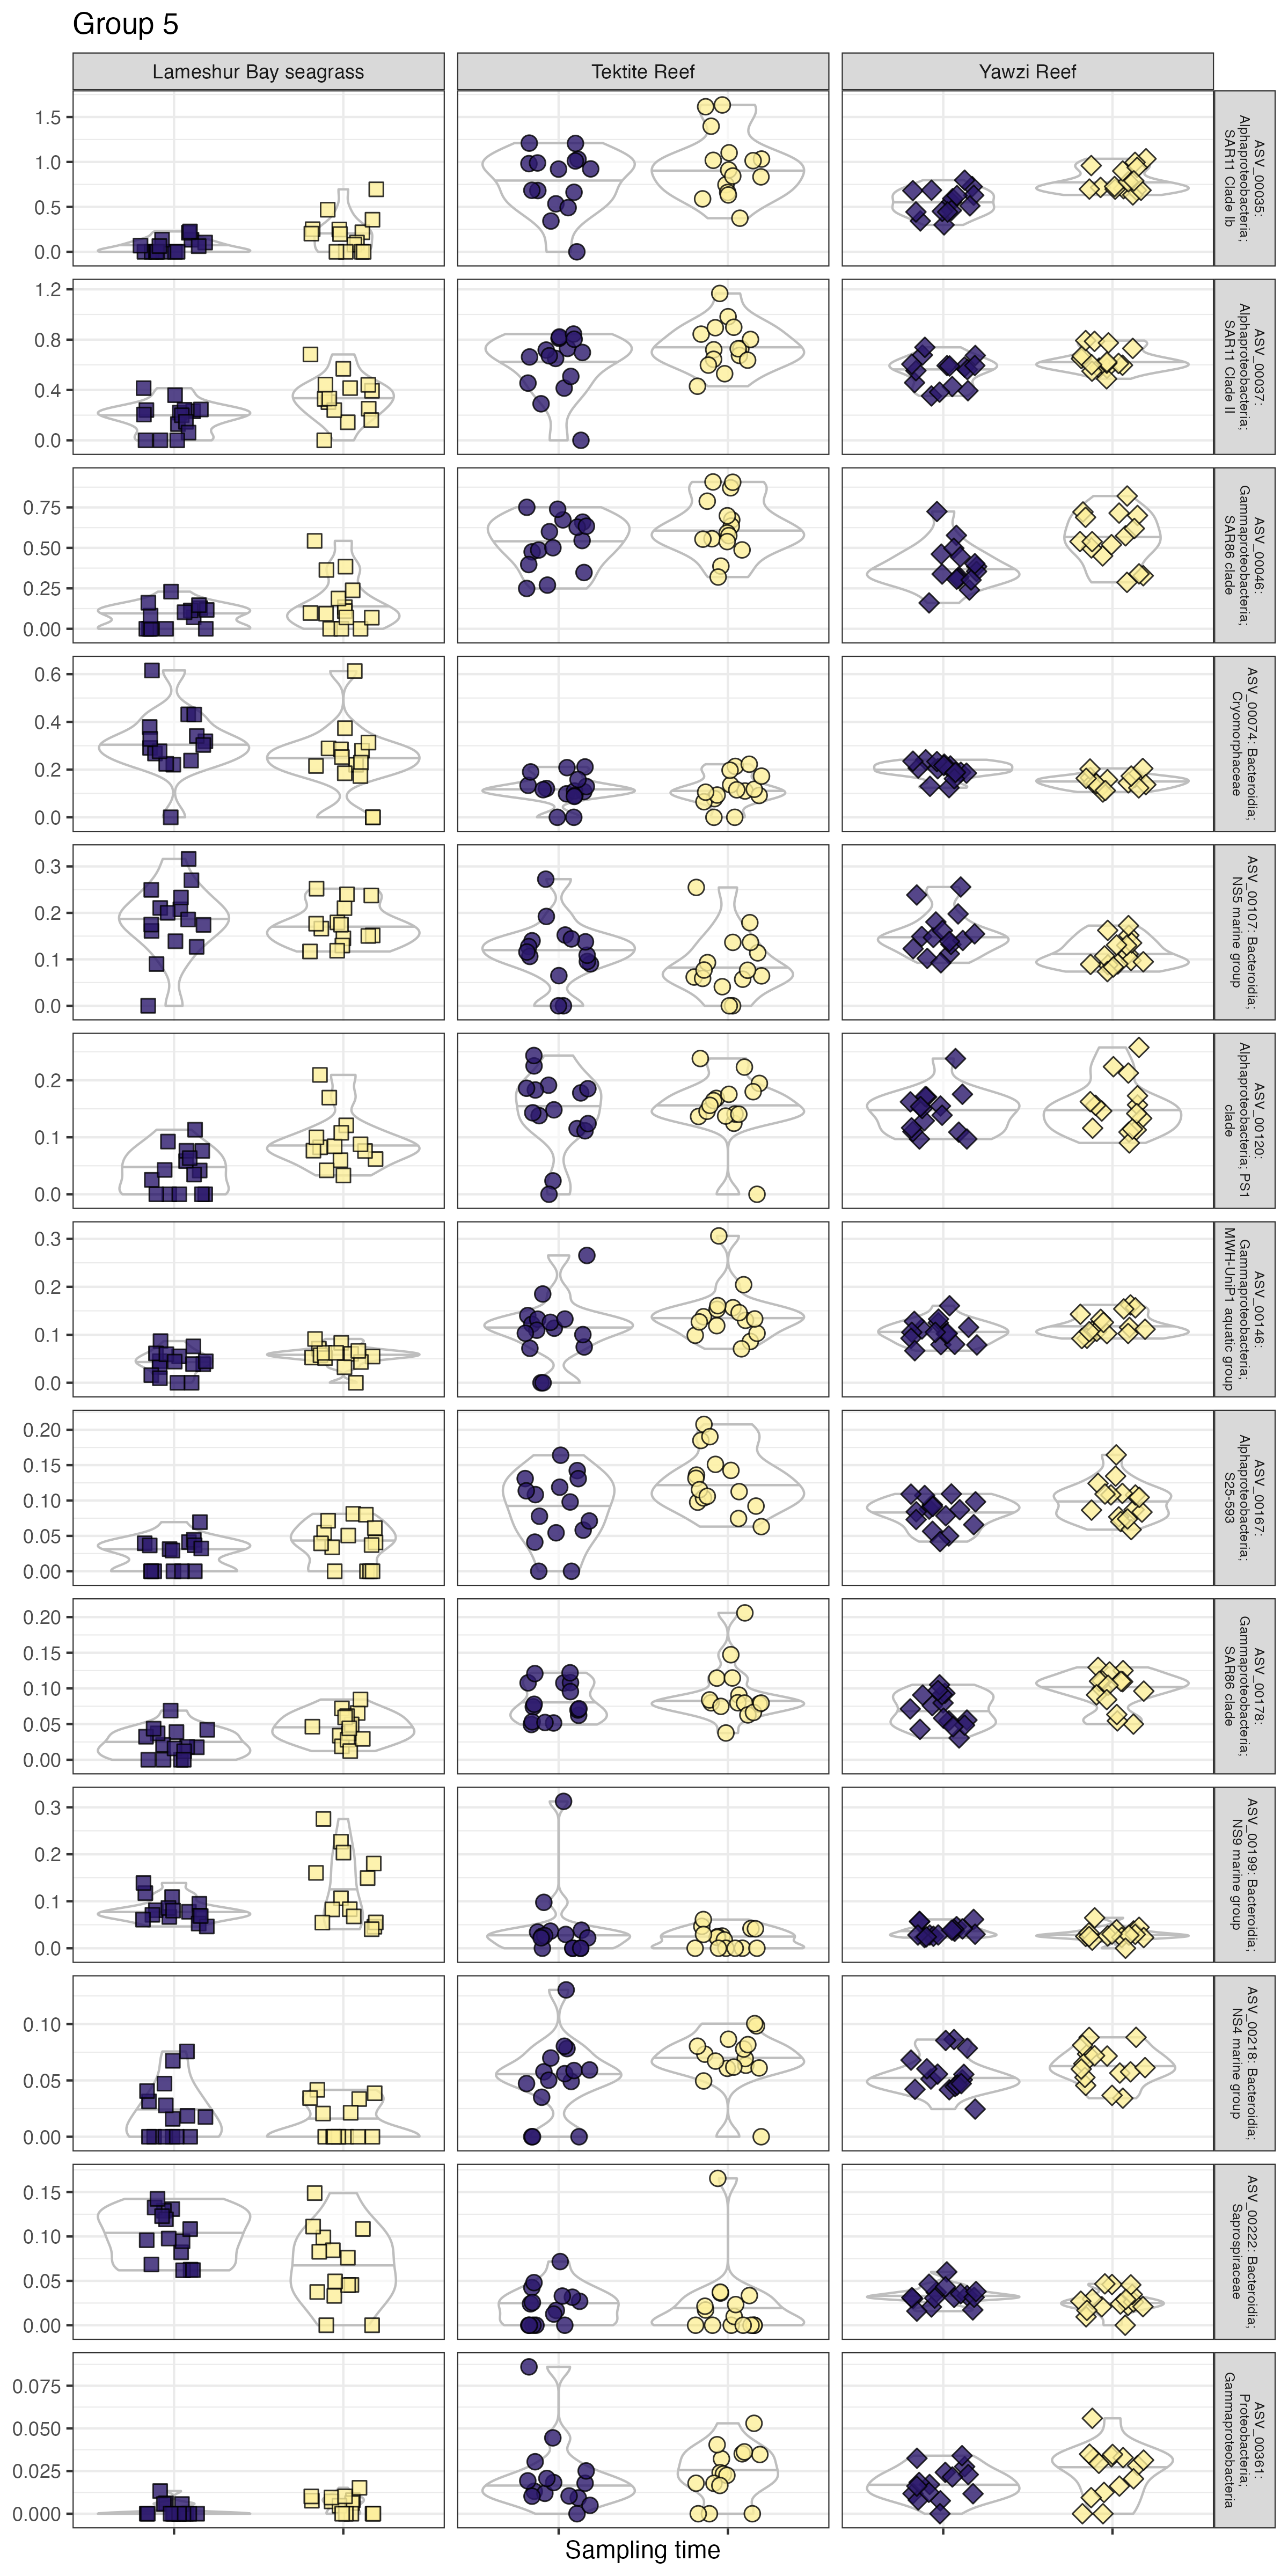 Group 5
Lameshur Bay seagrass
Tektite Reef
Yawzi Reef
1.5
1.0
0.5
0.0
ASV_00035:
Alphaproteobacteria;
SAR11 Clade Ib
1.2
0.8
0.4
0.0
ASV_00037:
Alphaproteobacteria;
SAR11 Clade II
0.75
0.50
0.25
0.00
ASV_00046:
Gammaproteobacteria;
SAR86 clade
0.6
0.4
0.2
0.0
ASV_00074: Bacteroidia;
Cryomorphaceae
0.3
0.2
0.1
0.0
ASV_00107: Bacteroidia;
NS5 marine group
0.2
0.1
0.0
ASV_00120:
Alphaproteobacteria; PS1
clade
0.3
0.2
0.1
0.0
ASV_00146:
Gammaproteobacteria;
MWH-UniP1 aquatic group
0.20
0.15
0.10
0.05
0.00
ASV_00167:
Alphaproteobacteria;
S25-593
0.20
0.15
0.10
0.05
0.00
ASV_00178:
Gammaproteobacteria;
SAR86 clade
0.3
0.2
0.1
0.0
ASV_00199: Bacteroidia;
NS9 marine group
0.10
0.05
0.00
ASV_00218: Bacteroidia;
NS4 marine group
0.15
0.10
0.05
0.00
ASV_00222: Bacteroidia;
Saprospiraceae
0.075
0.050
0.025
0.000
ASV_00361:
Proteobacteria;
Gammaproteobacteria
Sampling time